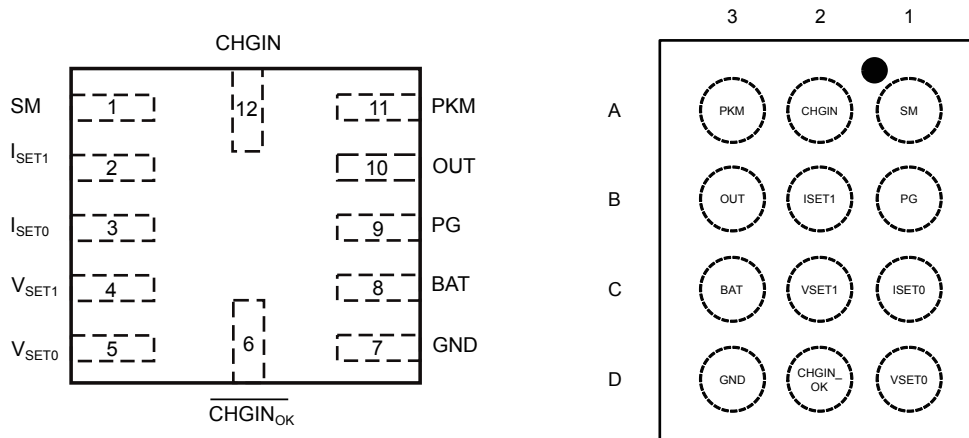 CHGIN
SM 1 12 11 PKM
ISET1 2 10 OUT
ISET0 3 9 PG
VSET1 4 8 BAT
VSET0 5 6 7 GND
CHGINOK
3 2 1
A PKM CHGIN SM
B OUT ISET1 PG
C BAT VSET1 ISET0
D GND CHGIN_ VSET0
OK